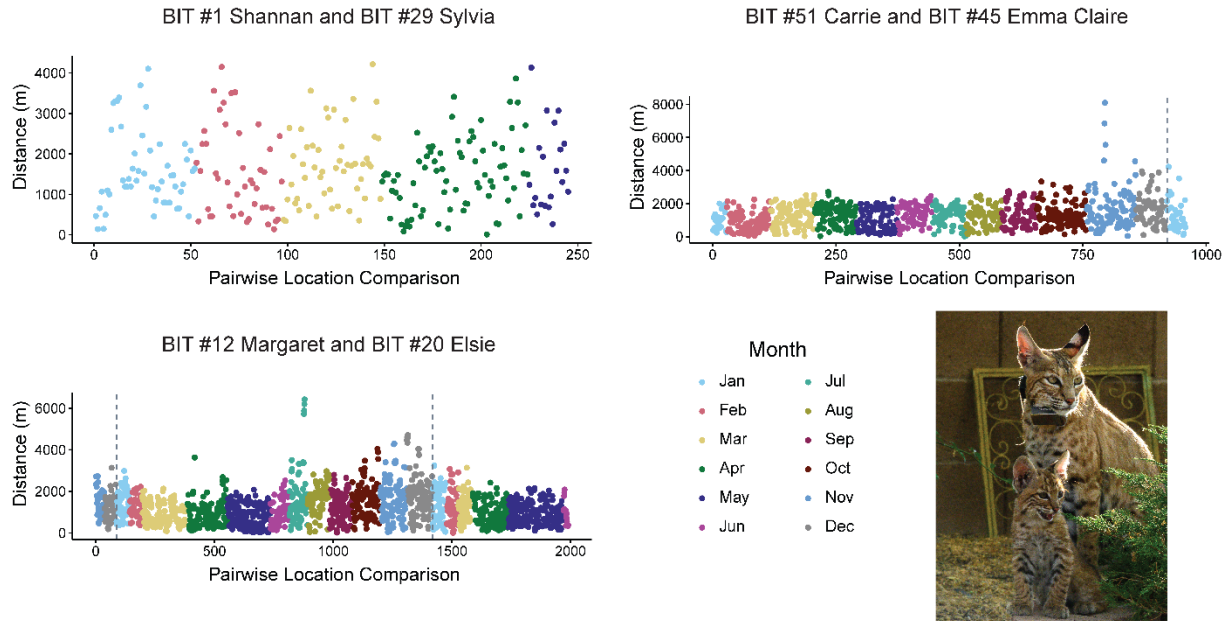 BIT #1 Shannan and BIT #29 Sylvia
Distance (m)
4000
3000
2000
1000
0
0 50 100 150 200 250
Pairwise Location Comparison
BIT #51 Carrie and BIT #45 Emma Claire
Distance (m)
8000
6000
4000
2000
0
0 250 500 750 1000
Pairwise Location Comparison
BIT #12 Margaret and BIT #20 Elsie
Distance (m)
6000
4000
2000
0
0 500 1000 1500 2000
Pairwise Location Comparison
Month
Jan Jul
Feb Aug
Mar Sep
Apr Oct
May Nov
Jun Dec